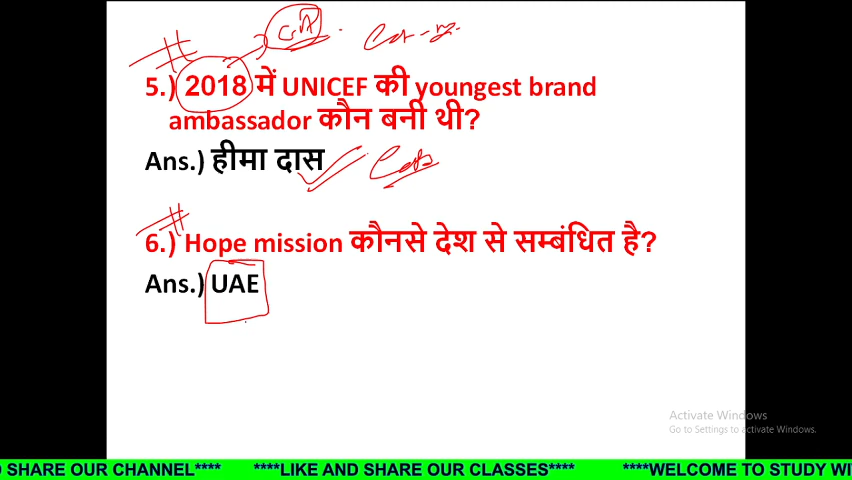 5.) 2018 में UNICEF की youngest brand
ambassador कौन बनी थी?
Ans.) हीमा दास
6.) Hope mission कौनसे देश से सम्बंधित है?
Ans.) UAE
Activate Windows
Go to Settings to activate Windows.
SHARE OUR CHANNEL**** ****LIKE AND SHARE OUR CLASSES**** ****WELCOME TO STUDY WI